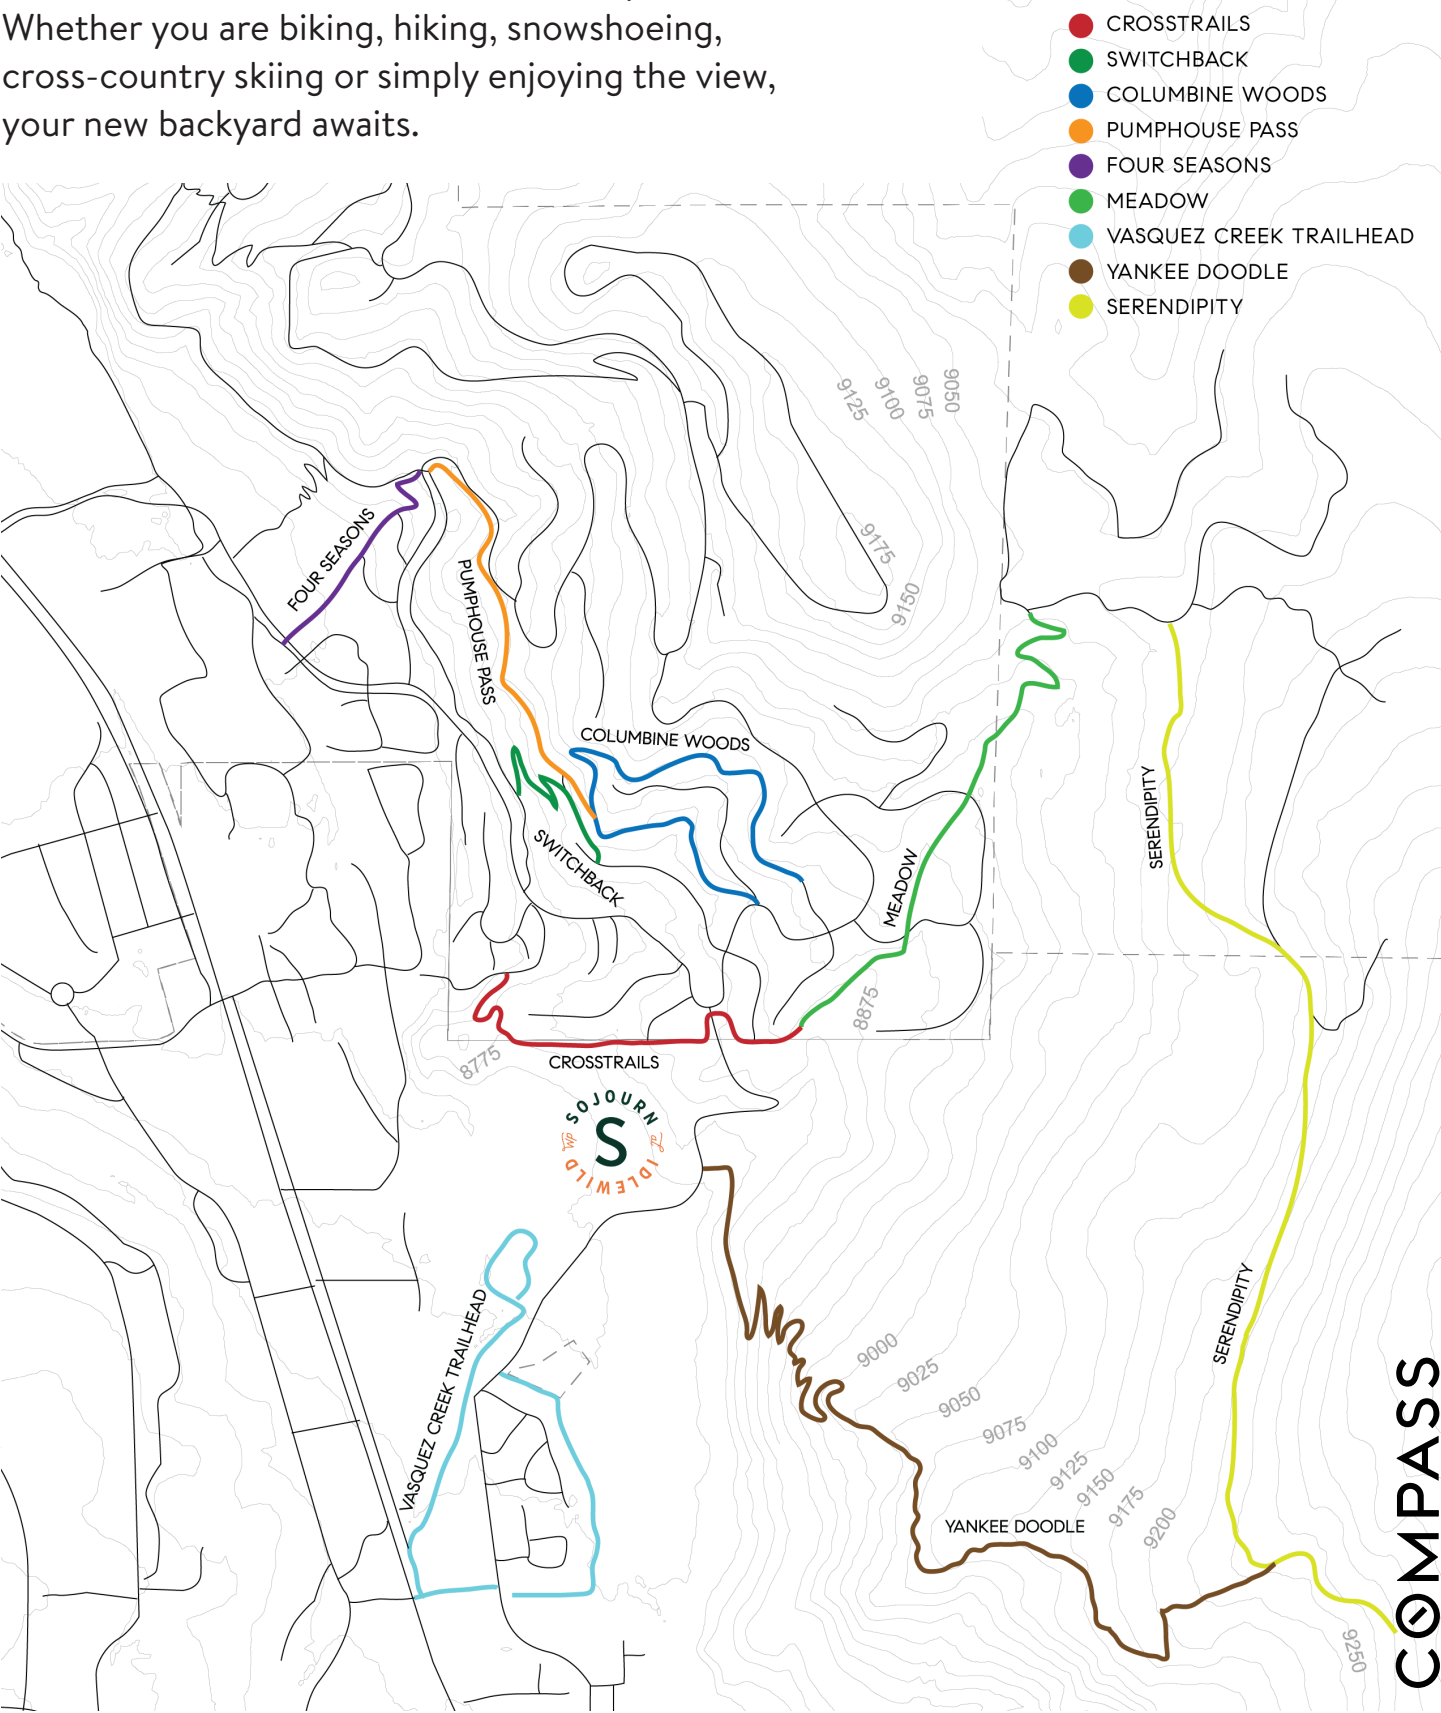 Whether you are biking, hiking, snowshoeing,
cross-country skiing or simply enjoying the view,
your new backyard awaits.
CROSSTRAILS
SWITCHBACK
COLUMBINE WOODS
PUMPHOUSE PASS
FOUR SEASONS
MEADOW
VASQUEZ CREEK TRAILHEAD
YANKEE DOODLE
SERENDIPITY
9125
9100
9075
9050
FOUR SEASONS
9175
9150
PUMPHOUSE PASS
COLUMBINE WOODS
SERENDIPITY
SWITCHBACK
MEADOW
8875
8775
CROSSTRAILS
SOJOURN
at
wp
S
IDLEWILD
SERENDIPITY
VASQUEZ CREEK TRAILHEAD
9000
9025
9050
9075
9100
9125
9150
9175
9200
YANKEE DOODLE
9250
COMPASS